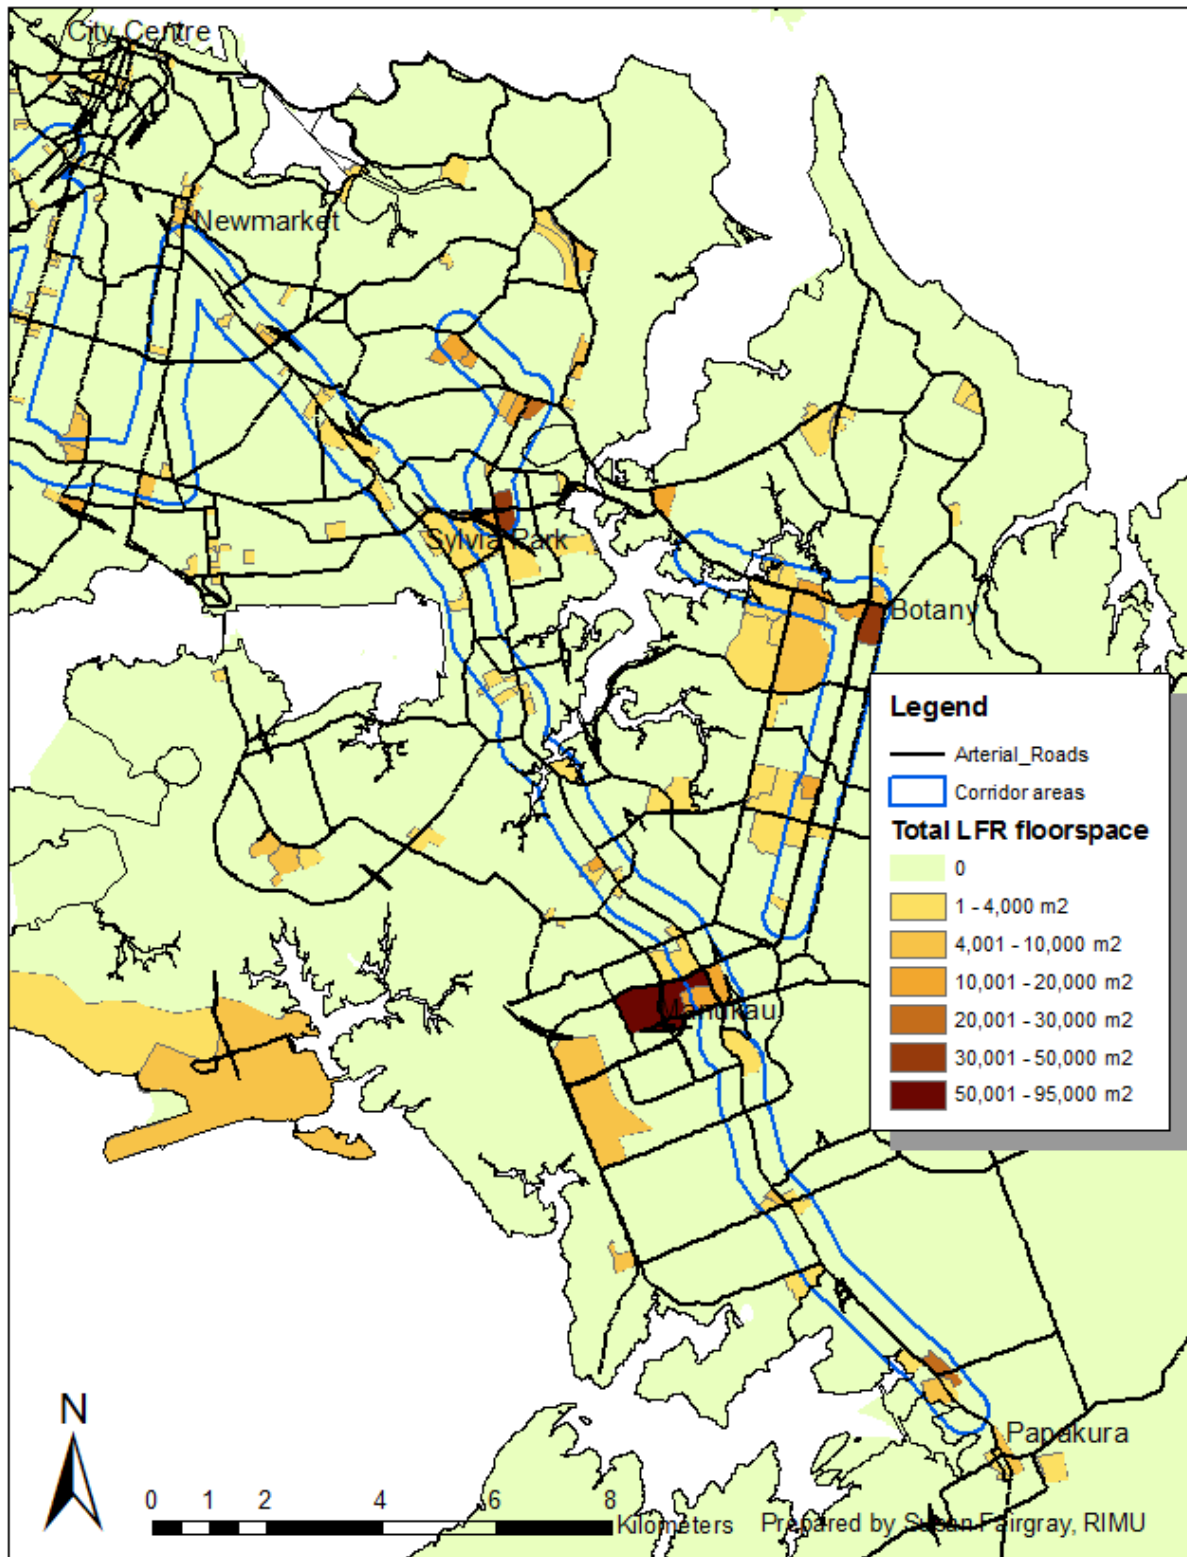 City Centre
Newmarket
Sylvia Park
Botany
Legend
Arterial_Roads
Corridor areas
Total LFR floorspace
0
1 - 4,000 m2
4,001 - 10,000 m2
10,001 - 20,000 m2
20,001 - 30,000 m2
30,001 - 50,000 m2
50,001 - 95,000 m2
Manukau
Papakura
N
0 1 2 4 6 8
Kilometers
Prepared by Susan Fairgray, RIMU